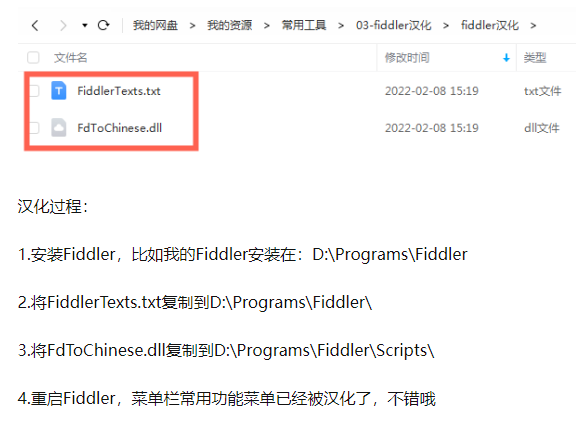 我的网盘 > 我的资源 > 常用工具 > 03-fiddler汉化 > fiddler汉化 >
文件名 修改时间 类型
FiddlerTexts.txt 2022-02-08 15:19 txt文件
FdToChinese.dll 2022-02-08 15:19 dll文件
汉化过程：
1.安装Fiddler，比如我的Fiddler安装在：D:\Programs\Fiddler
2.将FiddlerTexts.txt复制到D:\Programs\Fiddler\
3.将FdToChinese.dll复制到D:\Programs\Fiddler\Scripts\
4.重启Fiddler，菜单栏常用功能菜单已经被汉化了，不错哦